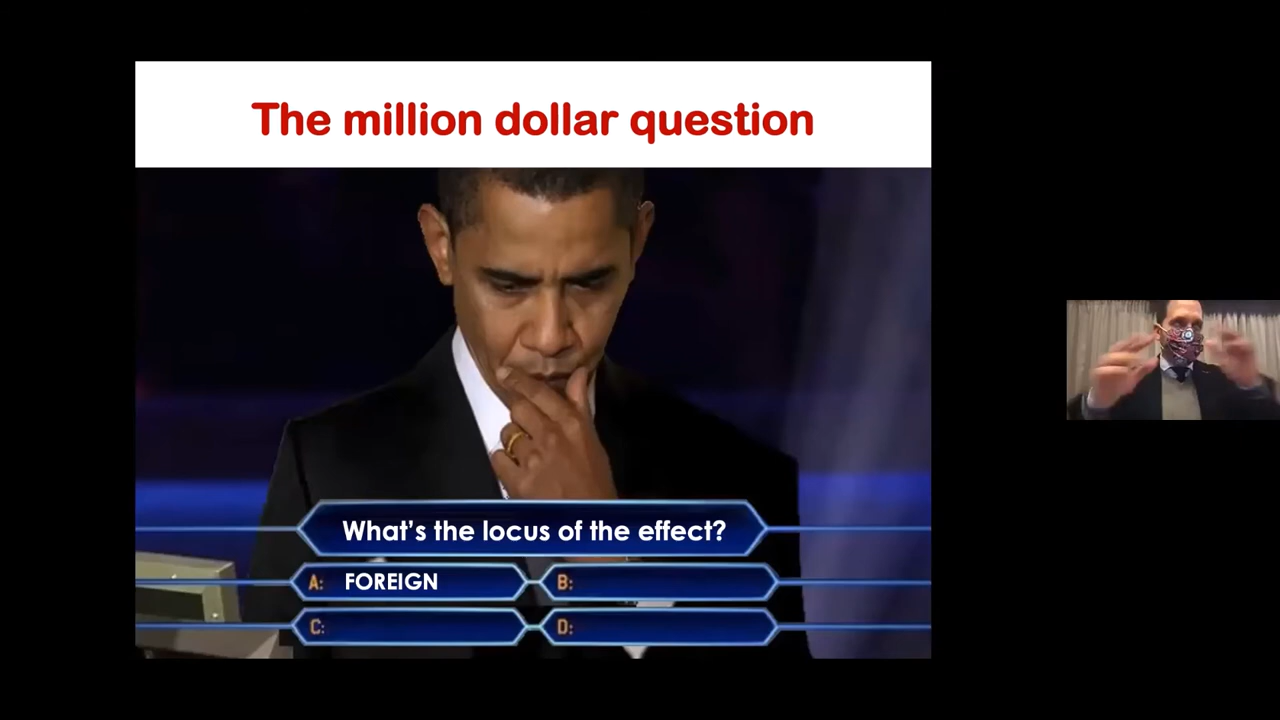 The million dollar question
What's the locus of the effect?
A: FOREIGN
B:
C:
D: